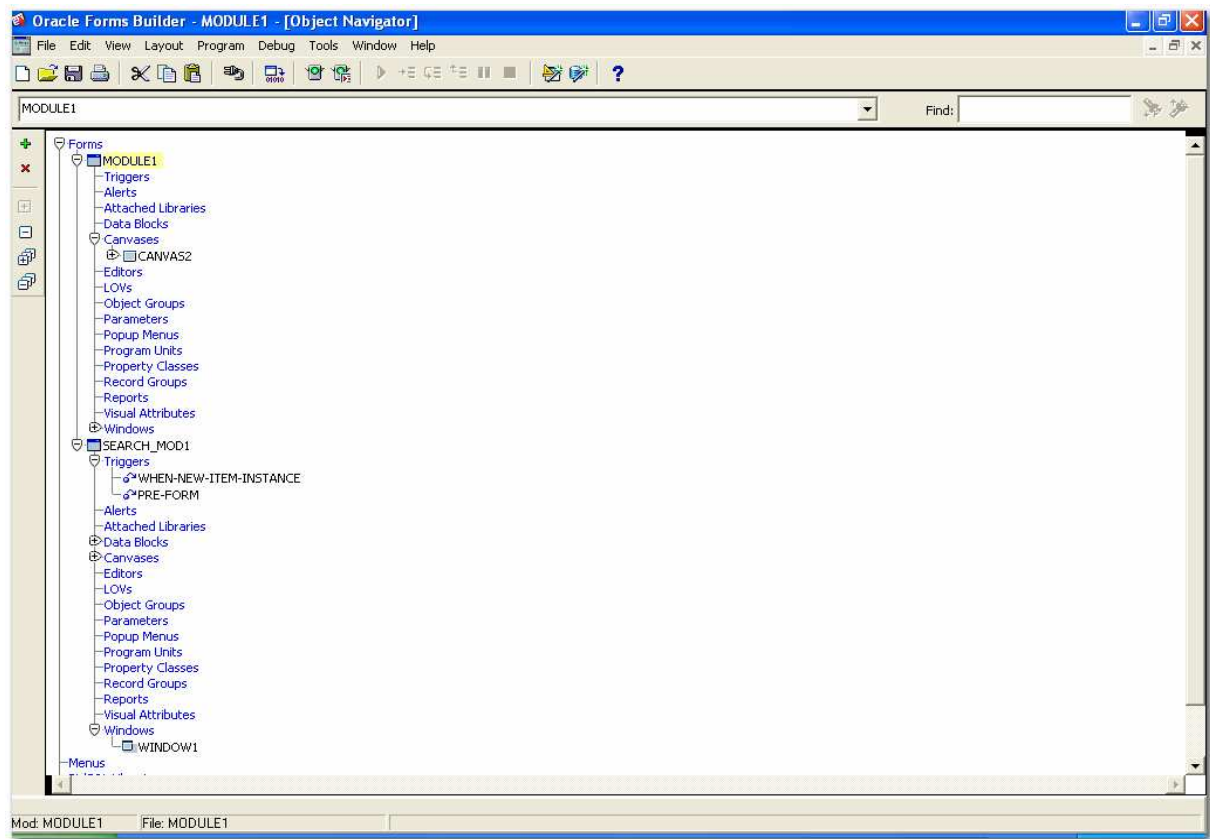 Oracle Forms Builder - MODULE1 - [Object Navigator]
File Edit View Layout Program Debug Tools Window Help
MODULE1 Find:
Forms
MODULE1
Triggers
Alerts
Attached Libraries
Data Blocks
Canvases
CANVAS2
Editors
LOVs
Object Groups
Parameters
Popup Menus
Program Units
Property Classes
Record Groups
Reports
Visual Attributes
Windows
SEARCH_MOD1
Triggers
WHEN-NEW-ITEM-INSTANCE
PRE-FORM
Alerts
Attached Libraries
Data Blocks
Canvases
Editors
LOVs
Object Groups
Parameters
Popup Menus
Program Units
Property Classes
Record Groups
Reports
Visual Attributes
Windows
WINDOW1
Menus
Mod: MODULE1 File: MODULE1